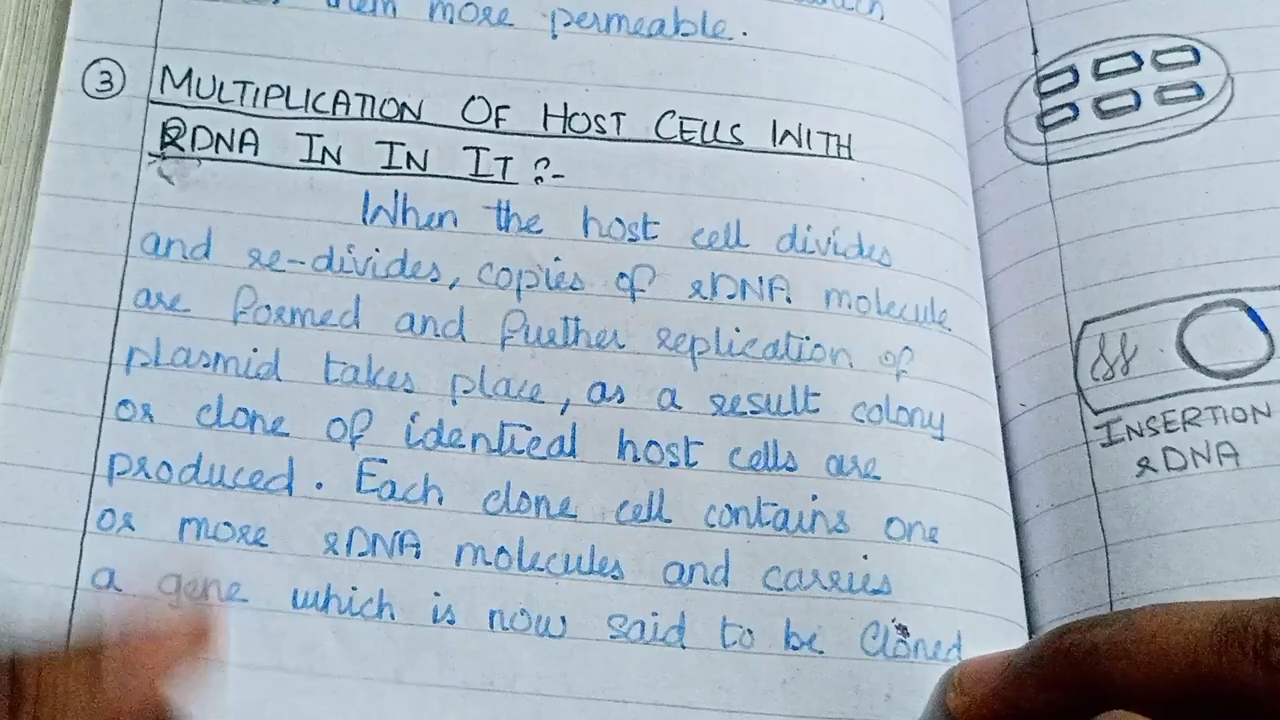 them more permeable.
③ MULTIPLICATION OF HOST CELLS WITH
RDNA IN IN IT :-
When the host cell divides
and re-divides, copies of rDNA molecule
are formed and further replication of
plasmid takes place, as a result colony
or clone of identical host cells are
produced. Each clone cell contains one
or more rDNA molecules and carries
a gene which is now said to be cloned
INSERTION
rDNA